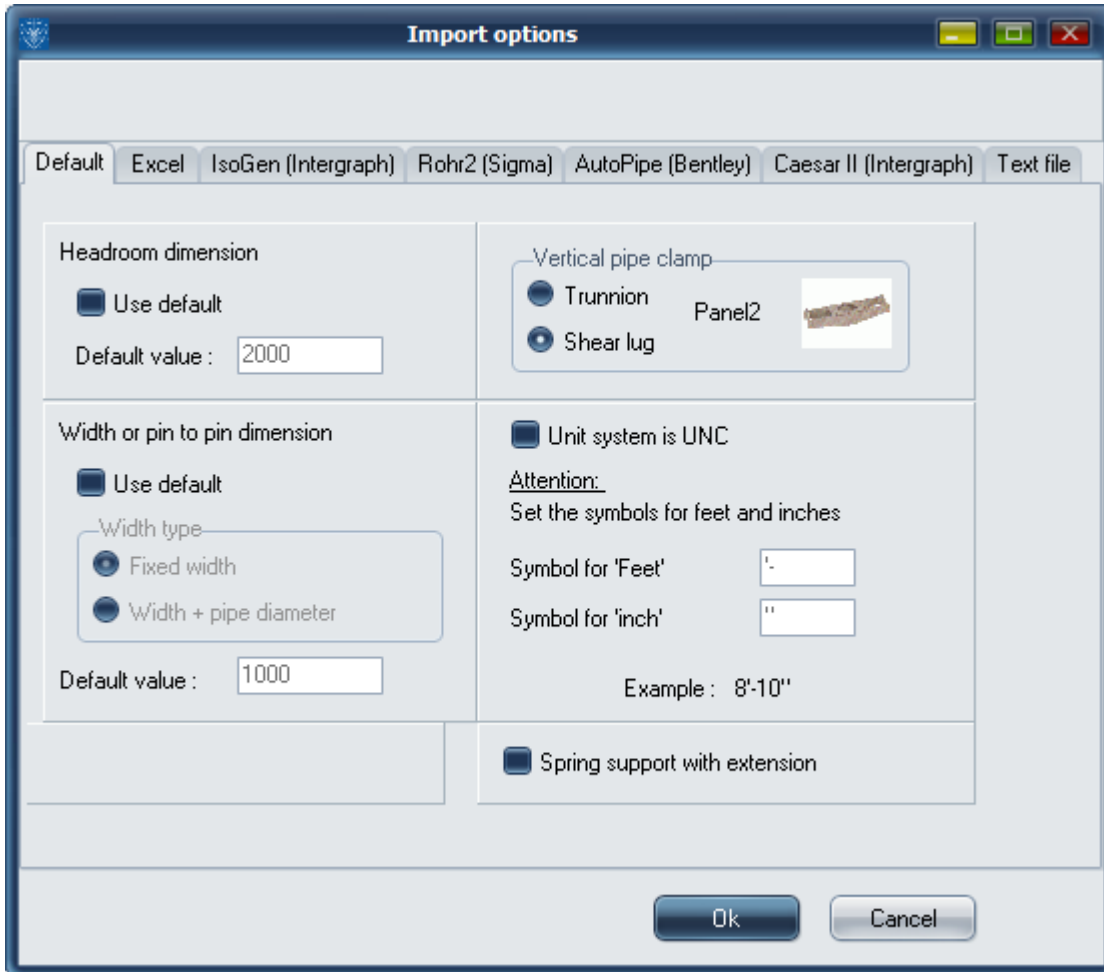 Import options
Default Excel IsoGen (Intergraph) Rohr2 (Sigma) AutoPipe (Bentley) Caesar II (Intergraph) Text file
Headroom dimension
Use default
Default value : 2000
Vertical pipe clamp
Trunnion
Panel2
Shear lug
Width or pin to pin dimension
Use default
Width type
Fixed width
Width + pipe diameter
Default value : 1000
Unit system is UNC
Attention:
Set the symbols for feet and inches
Symbol for 'Feet' '-
Symbol for 'inch' ''
Example : 8'-10''
Spring support with extension
Ok Cancel